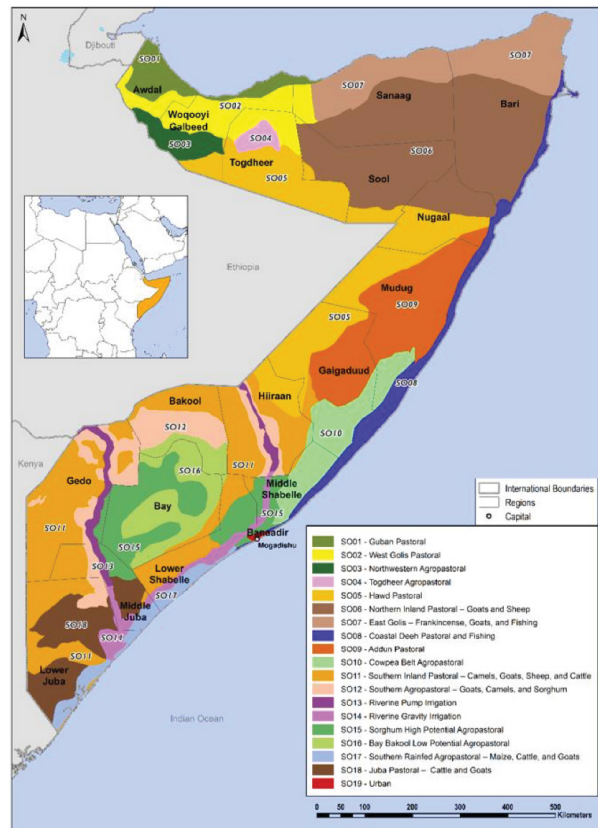 N
Djibouti
SO01
SO07
SO07
Awdal
SO02
Sanaag
Bari
Woqooyi
Galbeed
SO04
SO03
SO06
Togdheer
SO05
Sool
Nugaal
Ethiopia
Mudug
SO09
SO05
Galgaduud
Bakool
Hiiraan
SO08
SO12
SO10
Kenya
SO16
Gedo
SO11
Middle
Shabelle
Bay
SO11
SO15
Banaadir
SO15
Mogadishu
SO13
Lower
Shabelle
SO17
Middle
Juba
SO18
SO14
SO11
Lower
Juba
Indian Ocean
International Boundaries
Regions
Capital
SO01 - Guban Pastoral
SO02 - West Golis Pastoral
SO03 - Northwestern Agropastoral
SO04 - Togdheer Agropastoral
SO05 - Hawd Pastoral
SO06 - Northern Inland Pastoral – Goats and Sheep
SO07 - East Golis – Frankincense, Goats, and Fishing
SO08 - Coastal Deeh Pastoral and Fishing
SO09 - Addun Pastoral
SO10 - Cowpea Belt Agropastoral
SO11 - Southern Inland Pastoral – Camels, Goats, Sheep, and Cattle
SO12 - Southern Agropastoral – Goats, Camels, and Sorghum
SO13 - Riverine Pump Irrigation
SO14 - Riverine Gravity Irrigation
SO15 - Sorghum High Potential Agropastoral
SO16 - Bay Bakool Low Potential Agropastoral
SO17 - Southern Rainfed Agropastoral – Maize, Cattle, and Goats
SO18 - Juba Pastoral – Cattle and Goats
SO19 - Urban
0 50 100 200 300 400 500
Kilometers